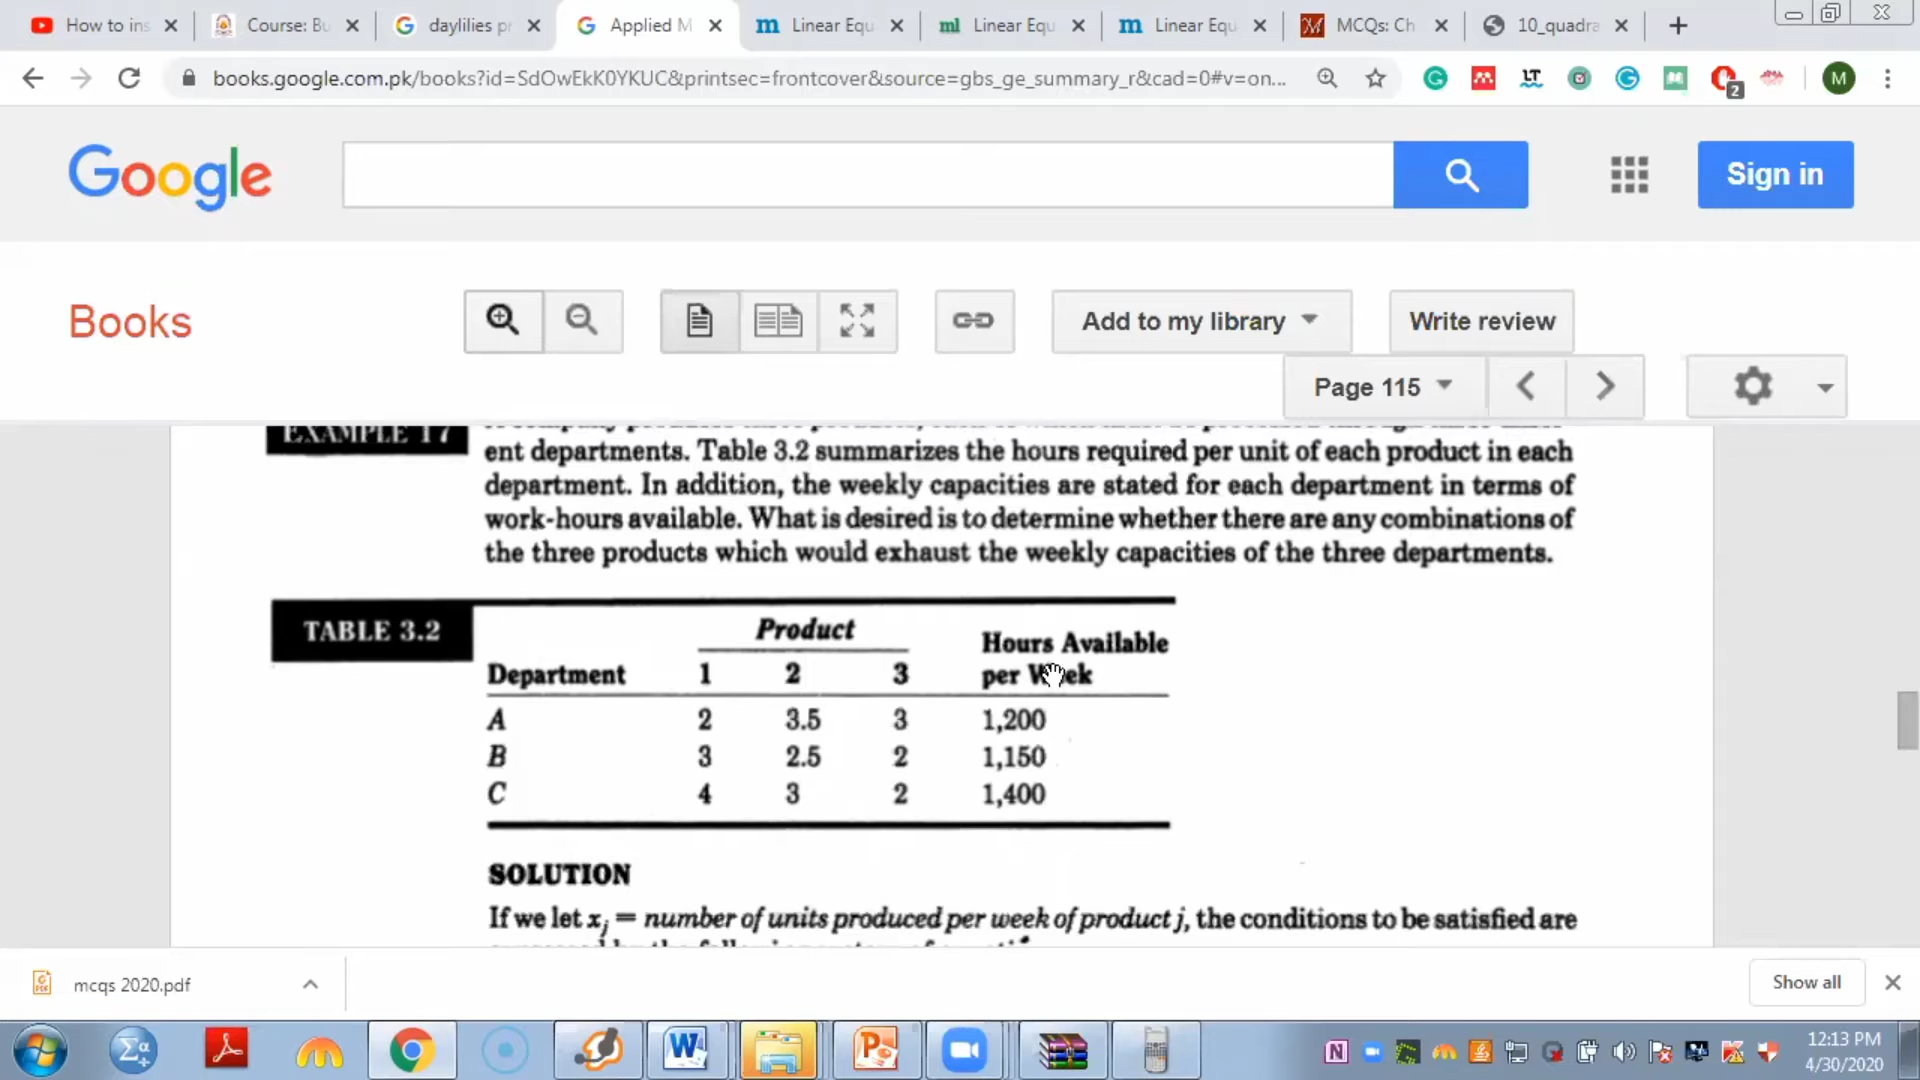 How to ins
Course: Bu
daylilies pr
Applied M
Linear Equ
Linear Equ
Linear Equ
MCQs: Ch
10_quadra
books.google.com.pk/books?id=SdOwEkK0YKUC&printsec=frontcover&source=gbs_ge_summary_r&cad=0#v=on...
2
M
Google
Sign in
Books
Add to my library
Write review
Page 115
EXAMPLE 17
ent departments. Table 3.2 summarizes the hours required per unit of each product in each
department. In addition, the weekly capacities are stated for each department in terms of
work-hours available. What is desired is to determine whether there are any combinations of
the three products which would exhaust the weekly capacities of the three departments.
TABLE 3.2
Product
Hours Available
Department 1 2 3 per Week
A 2 3.5 3 1,200
B 3 2.5 2 1,150
C 4 3 2 1,400
SOLUTION
If we let xj = number of units produced per week of product j, the conditions to be satisfied are
mcqs 2020.pdf
Show all
12:13 PM
4/30/2020